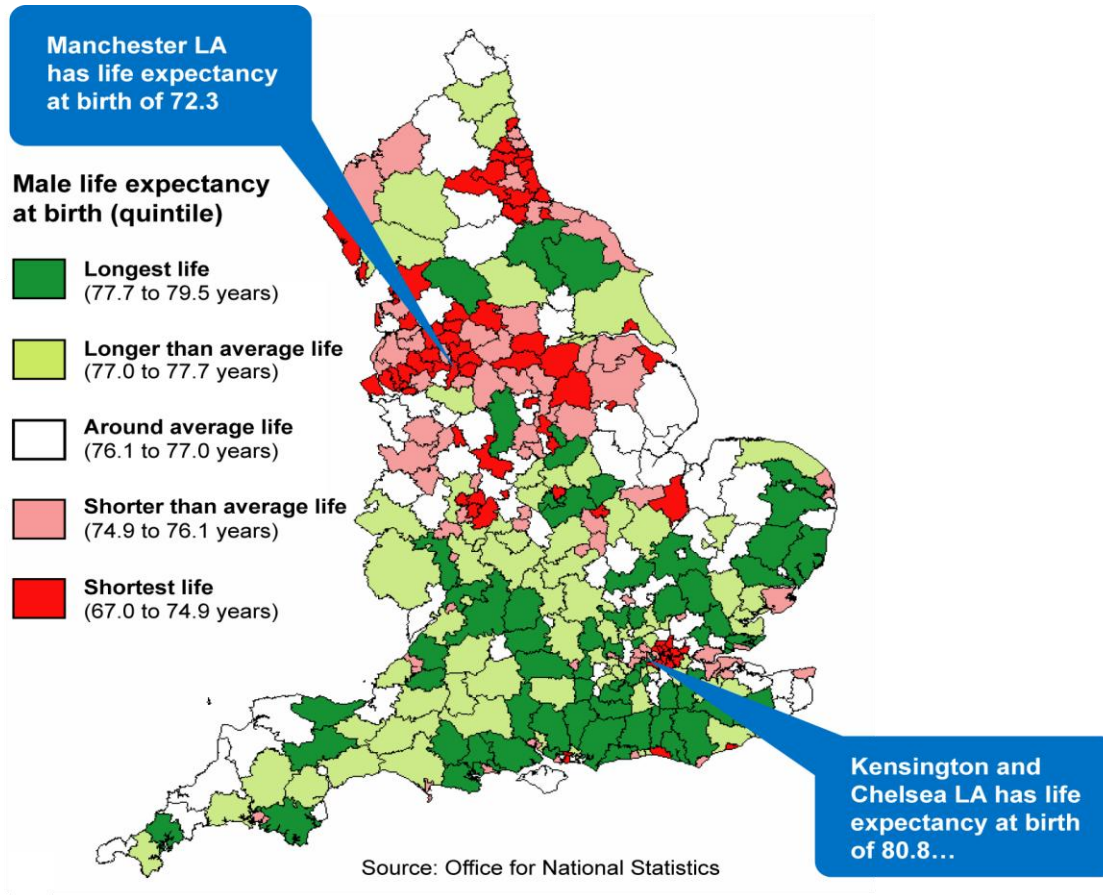 Manchester LA
has life expectancy
at birth of 72.3
Male life expectancy
at birth (quintile)
Longest life
(77.7 to 79.5 years)
Longer than average life
(77.0 to 77.7 years)
Around average life
(76.1 to 77.0 years)
Shorter than average life
(74.9 to 76.1 years)
Shortest life
(67.0 to 74.9 years)
Kensington and
Chelsea LA has life
expectancy at birth
of 80.8…
Source: Office for National Statistics